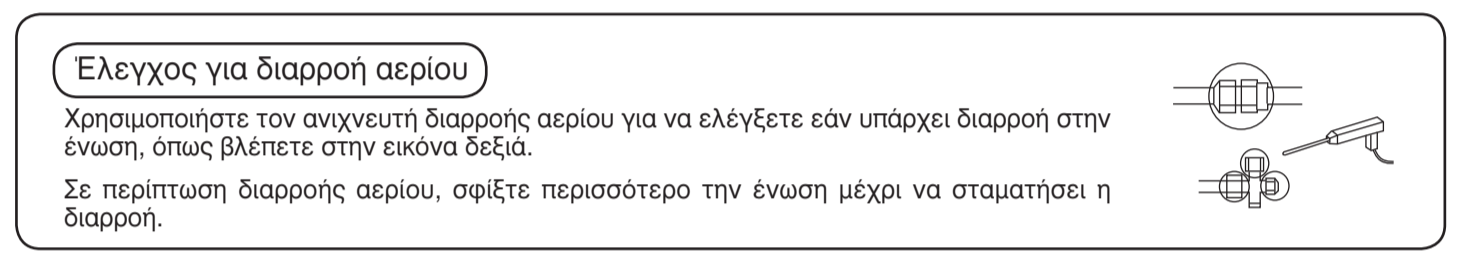 Έλεγχος για διαρροή αερίου
Χρησιμοποιήστε τον ανιχνευτή διαρροής αερίου για να ελέγξετε εάν υπάρχει διαρροή στην
ένωση, όπως βλέπετε στην εικόνα δεξιά.
Σε περίπτωση διαρροής αερίου, σφίξτε περισσότερο την ένωση μέχρι να σταματήσει η
διαρροή.